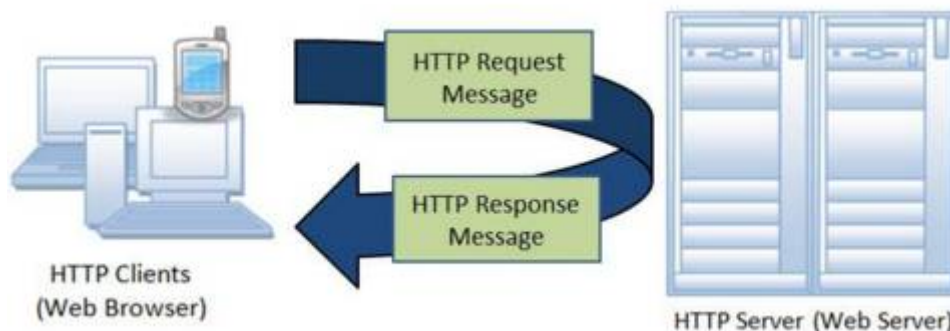 HTTP Request
Message
HTTP Response
Message
HTTP Clients
(Web Browser)
HTTP Server (Web Server)